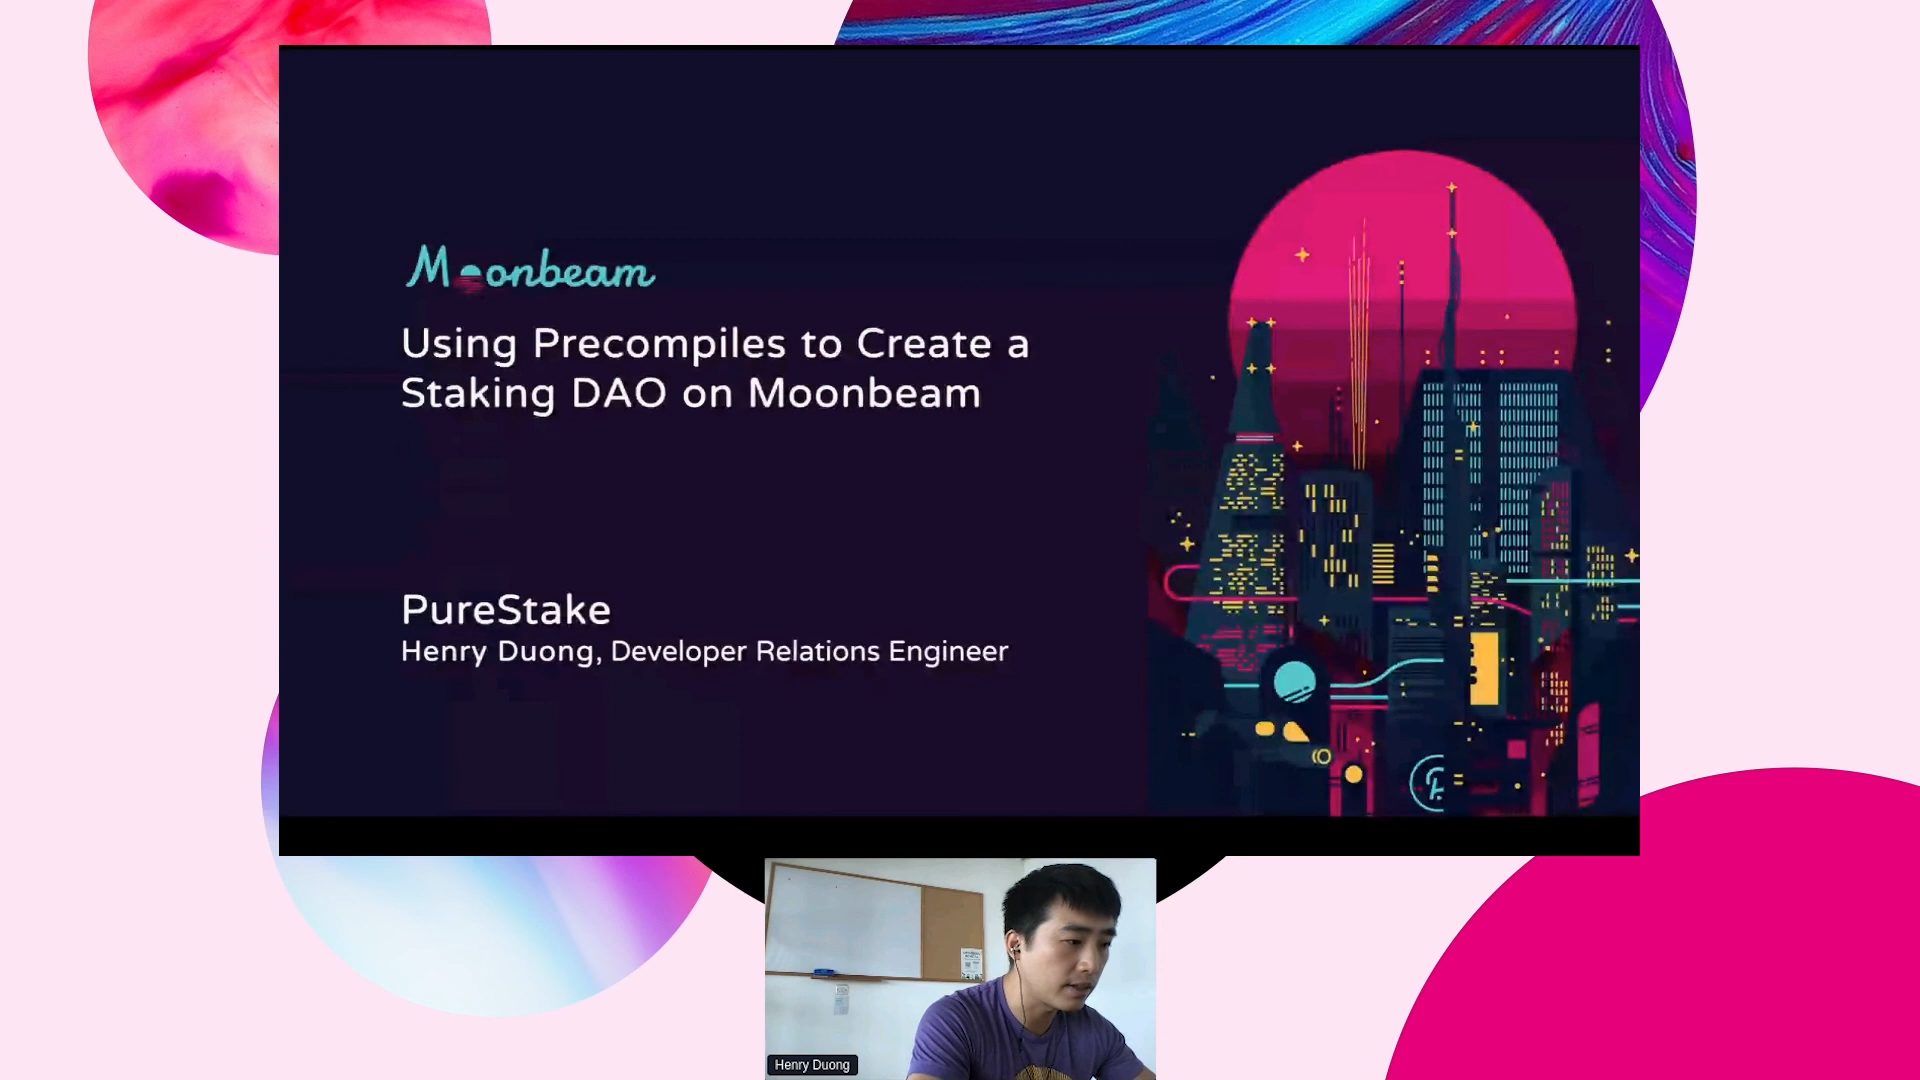 Moonbeam
Using Precompiles to Create a
Staking DAO on Moonbeam
PureStake
Henry Duong, Developer Relations Engineer
Henry Duong